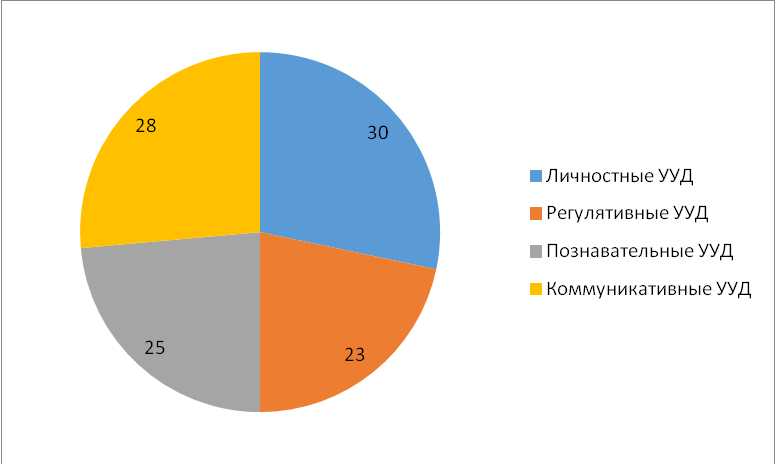 28
30
25
23
Личностные УУД
Регулятивные УУД
Познавательные УУД
Коммуникативные УУД